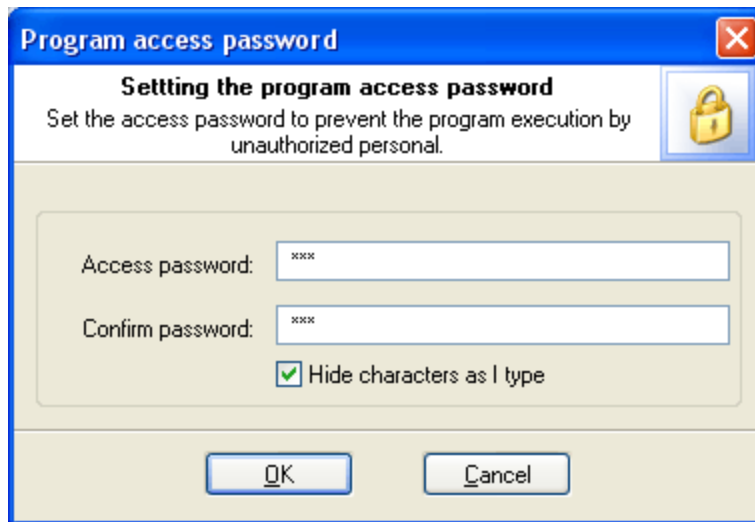 Program access password
Settting the program access password
Set the access password to prevent the program execution by
unauthorized personal.
Access password: ***
Confirm password: ***
Hide characters as I type
OK Cancel